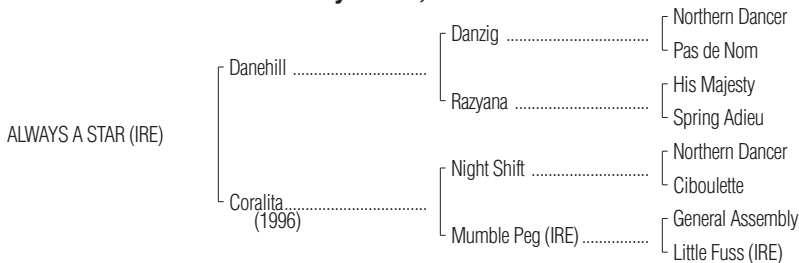 Northern Dancer
Danzig ....................................
Pas de Nom
Danehill ..................................
His Majesty
Razyana ..................................
Spring Adieu
ALWAYS A STAR (IRE)
Northern Dancer
Night Shift ..............................
Ciboulette
Coralita...................................
(1996)
General Assembly
Mumble Peg (IRE) .................
Little Fuss (IRE)